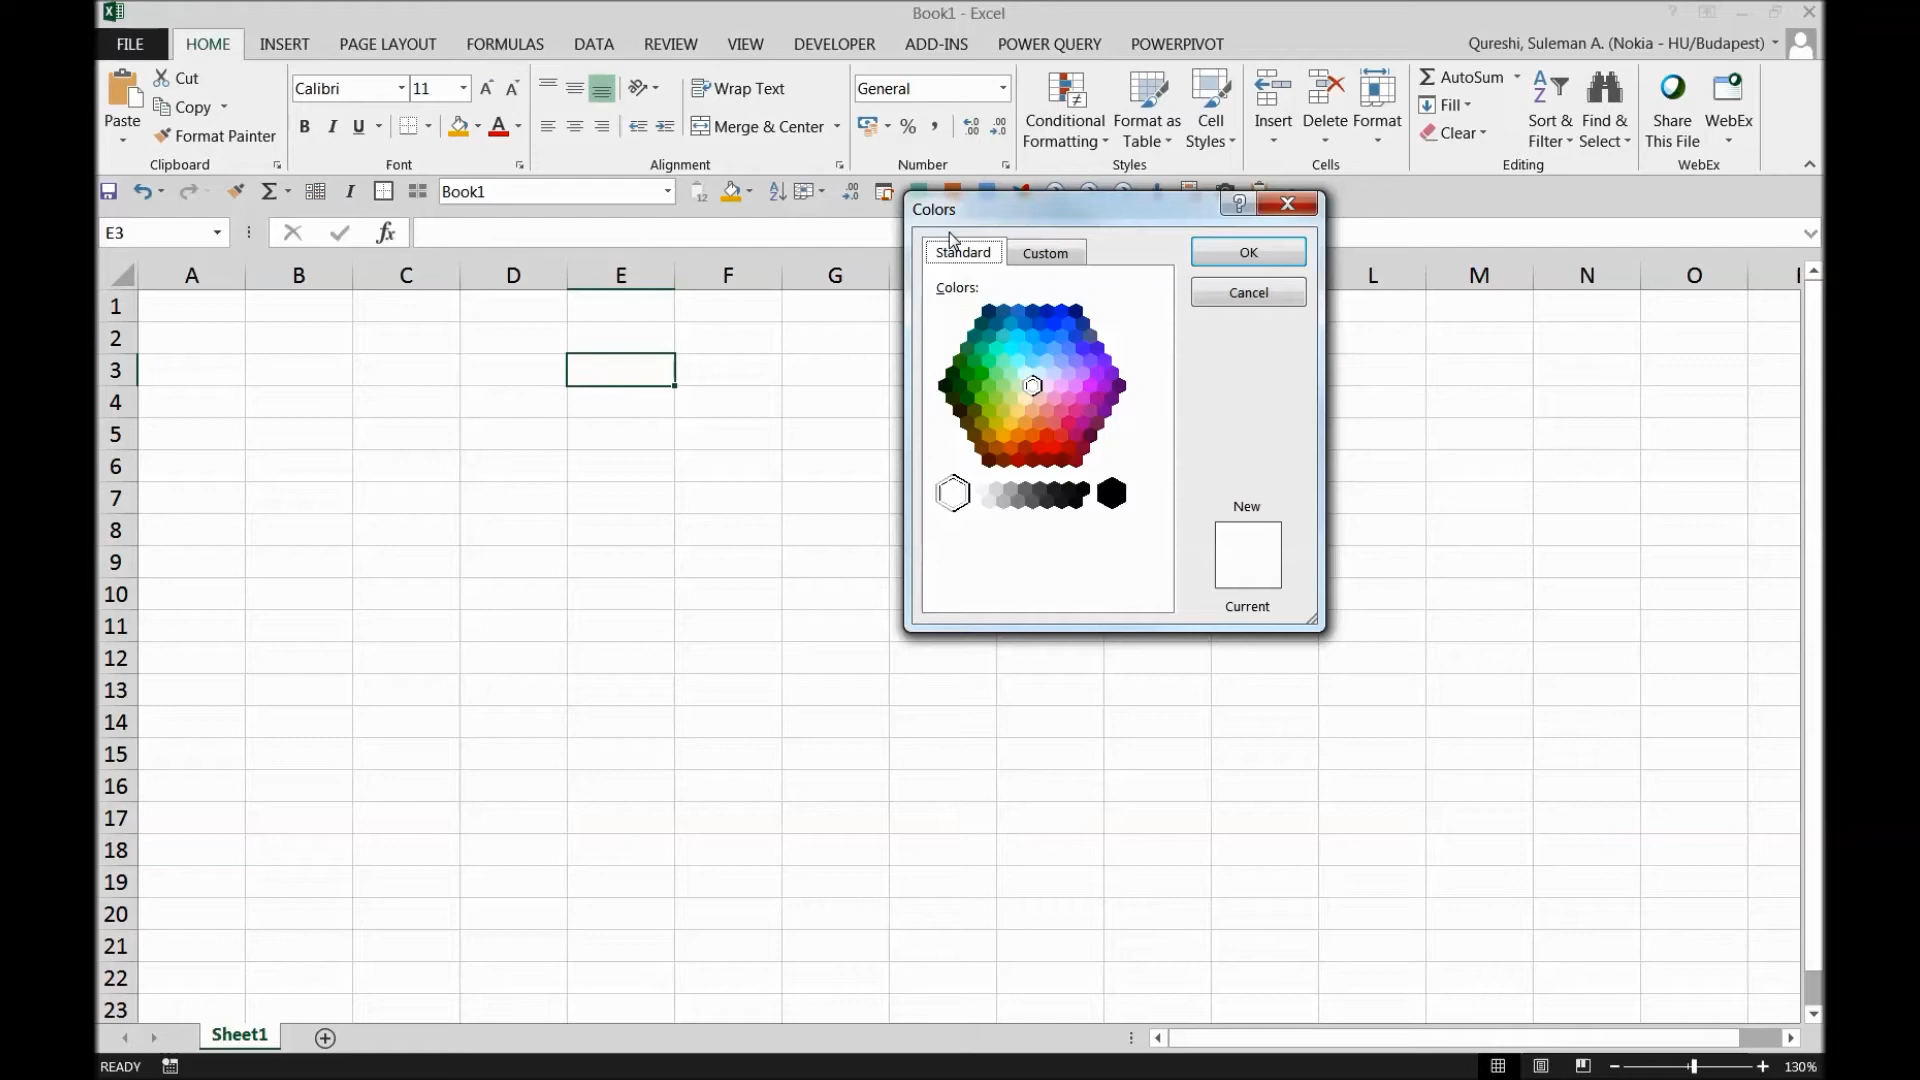 Book1 - Excel
FILE HOME INSERT PAGE LAYOUT FORMULAS DATA REVIEW VIEW DEVELOPER ADD-INS POWER QUERY POWERPIVOT Qureshi, Suleman A. (Nokia - HU/Budapest)
Paste
Cut
Copy
Format Painter
Clipboard
Calibri 11
B I U A
Font
Wrap Text
Merge & Center
Alignment
General
%
Number
Conditional Formatting
Format as Table
Cell Styles
Styles
Insert Delete Format
Cells
AutoSum
Fill
Clear
Sort & Filter
Find & Select
Editing
Share This File
WebEx
WebEx
Book1
E3
fx
Colors
Standard Custom
Colors:
OK
Cancel
New
Current
A B C D E F G L M N O
1
2
3
4
5
6
7
8
9
10
11
12
13
14
15
16
17
18
19
20
21
22
23
Sheet1
READY
130%